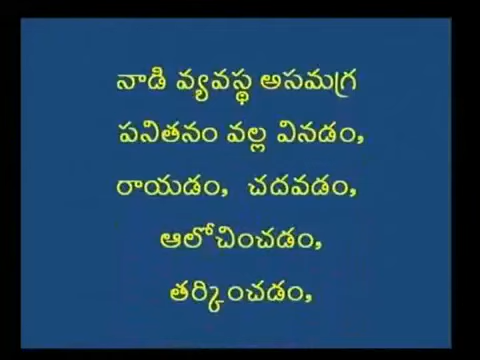 నాడి వ్యవస్థ అసమగ్ర
పనితనం వల్ల వినడం,
రాయడం, చదవడం,
ఆలోచించడం,
తర్కించడం,